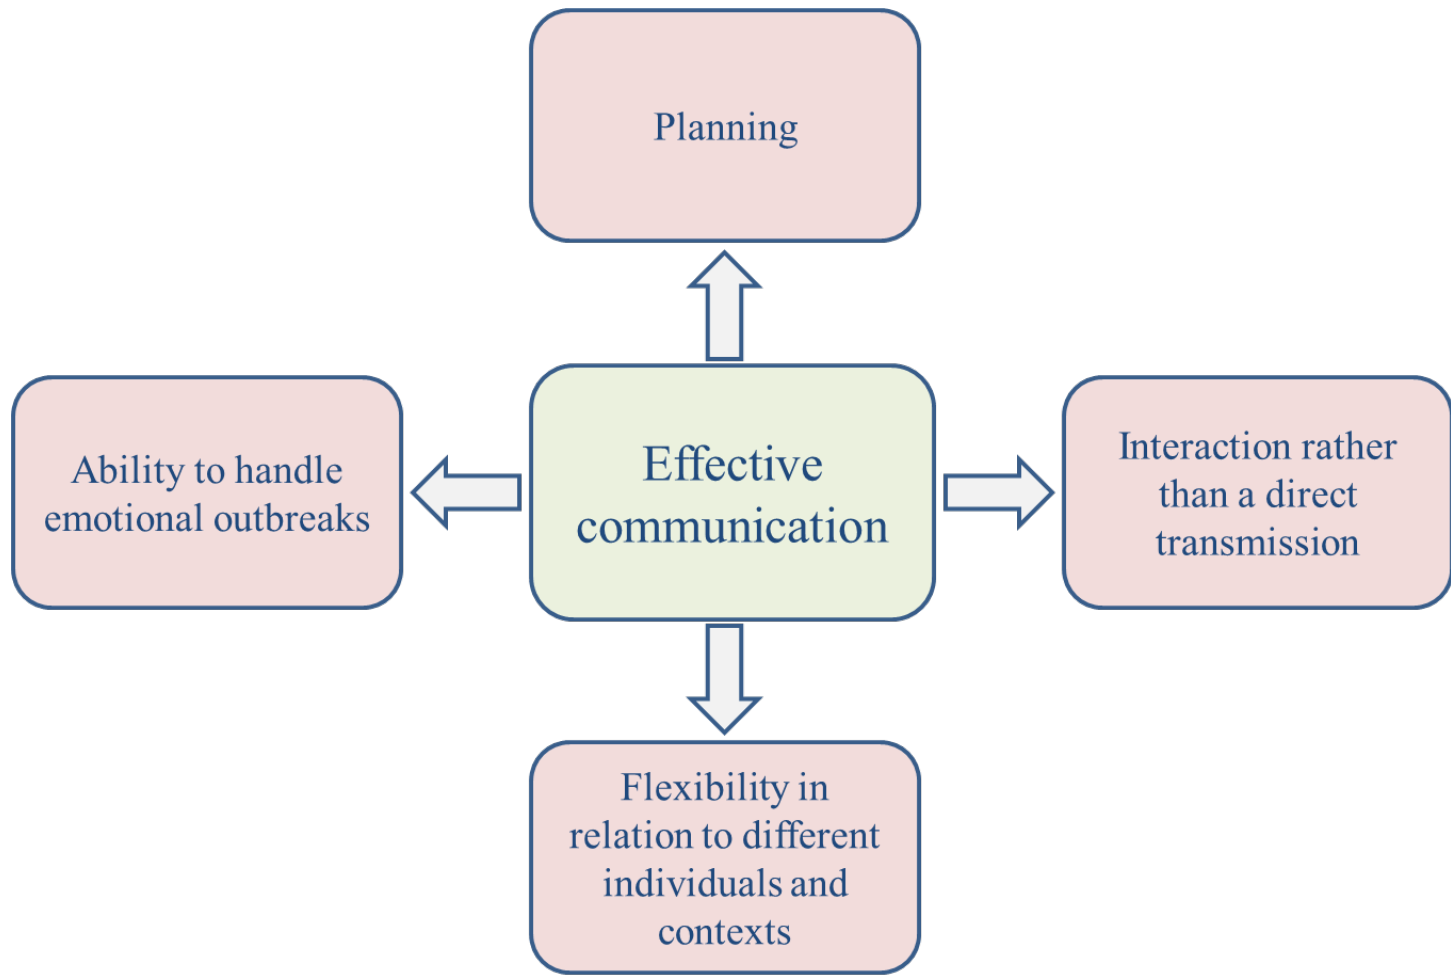 Planning
Ability to handle
emotional outbreaks
Effective
communication
Interaction rather
than a direct
transmission
Flexibility in
relation to different
individuals and
contexts